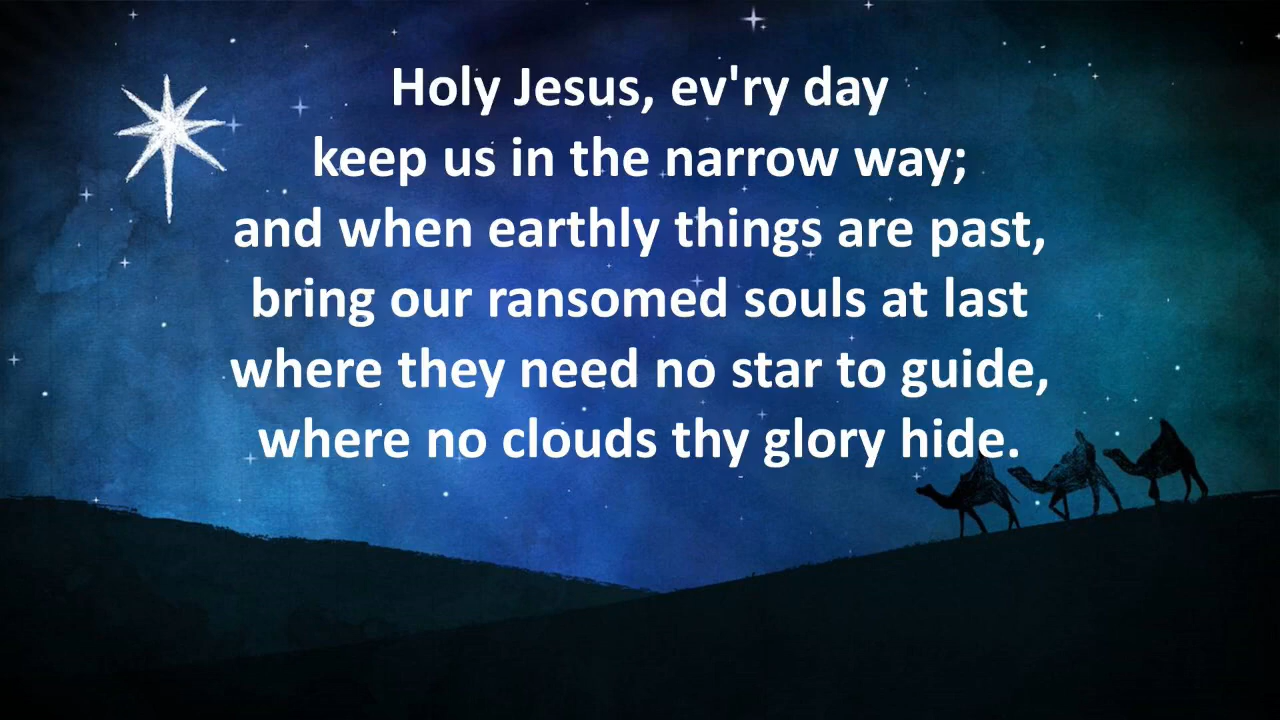 Holy Jesus, ev'ry day
keep us in the narrow way;
and when earthly things are past,
bring our ransomed souls at last
where they need no star to guide,
where no clouds thy glory hide.